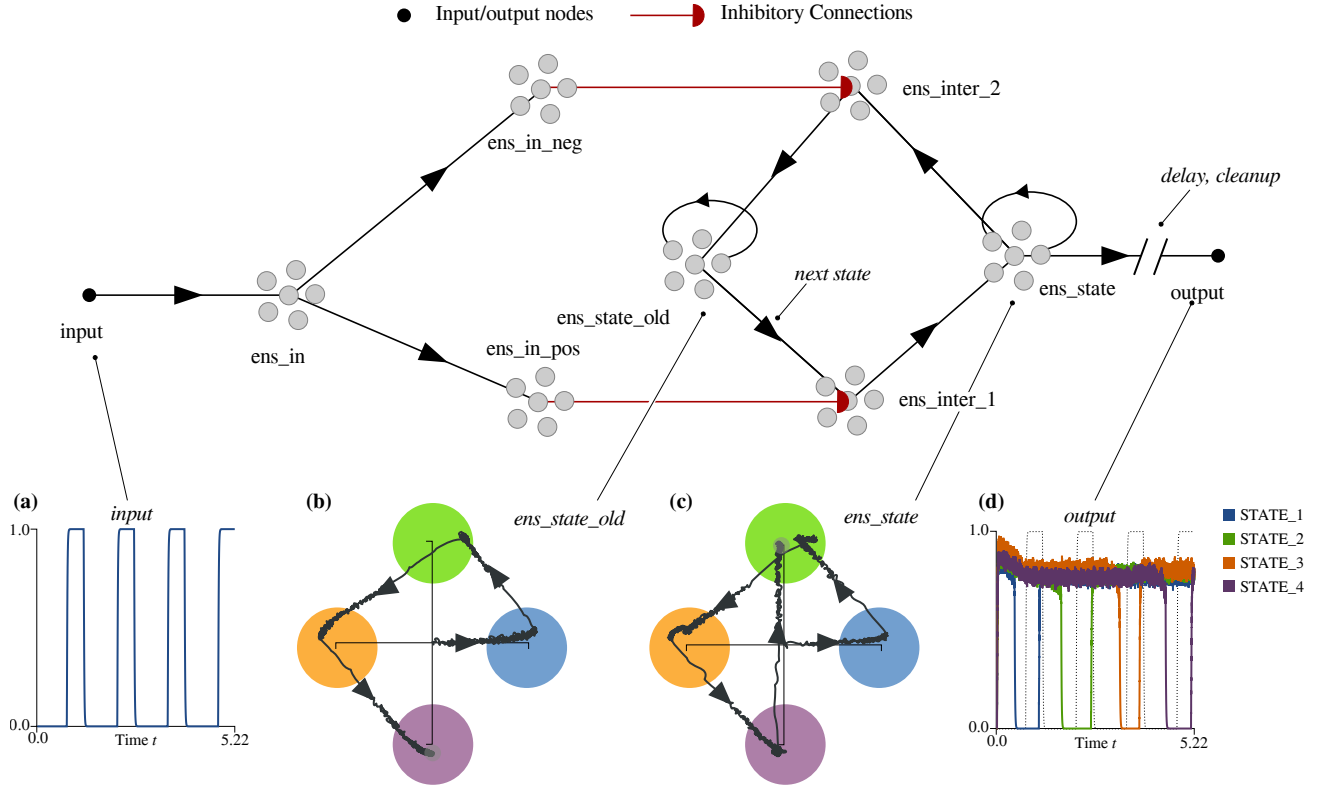 Input/output nodes
Inhibitory Connections
ens_inter_2
ens_in_neg
delay, cleanup
next state
ens_state
output
ens_state_old
input
ens_in_pos
ens_in
ens_inter_1
(a)
input
1.0
0.0
0.0
Time t
5.22
(b)
ens_state_old
(c)
ens_state
(d)
output
1.0
0.0
0.0
Time t
5.22
STATE_1
STATE_2
STATE_3
STATE_4